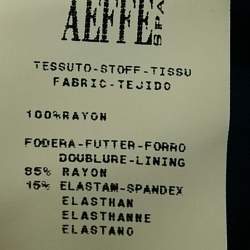 AEFFE SPA
TESSUTO-STOFF-TISSU
FABRIC-TEJIDO
100%RAYON
FODERA-FUTTER-FORRO
DOUBLURE-LINING
85% RAYON
15% ELASTAM-SPANDEX
ELASTHAN
ELASTHANNE
ELASTANO